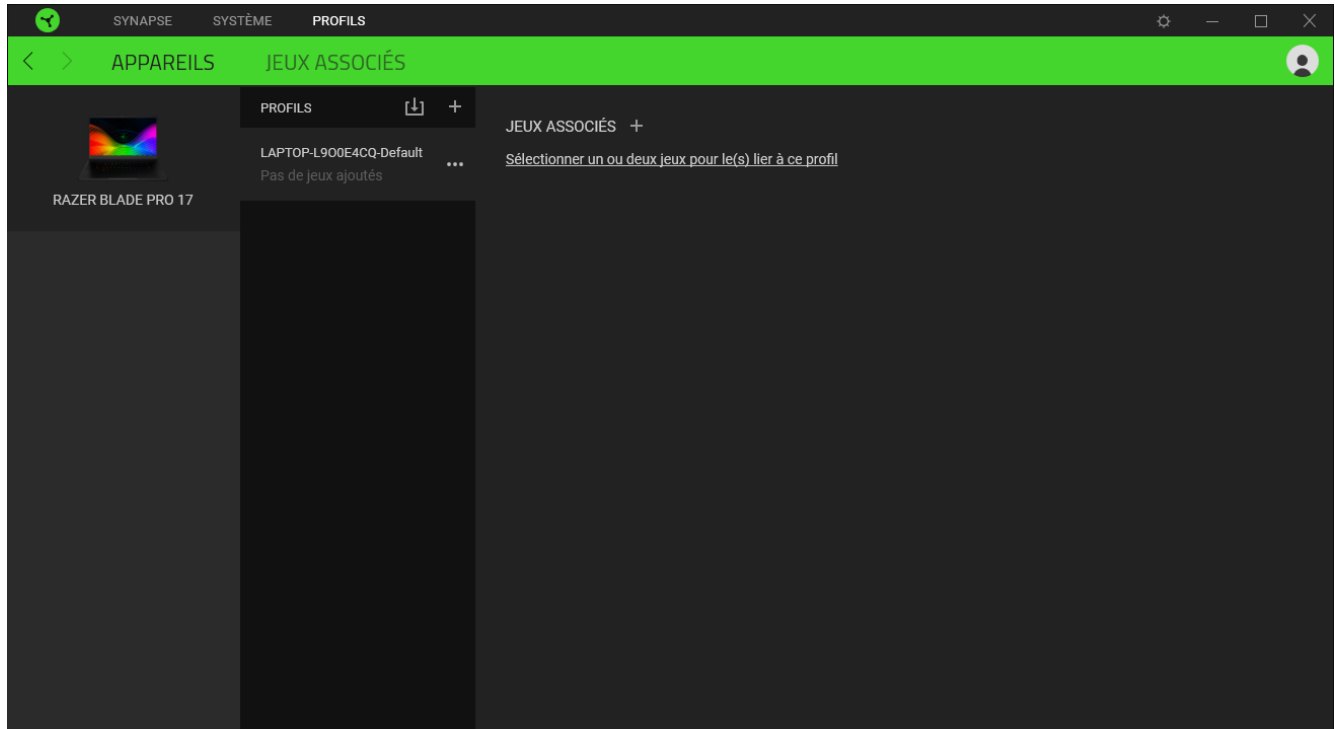 SYNAPSE SYSTÈME PROFILS
APPAREILS JEUX ASSOCIÉS
PROFILS
JEUX ASSOCIÉS +
LAPTOP-L9O0E4CQ-Default
Sélectionner un ou deux jeux pour le(s) lier à ce profil
Pas de jeux ajoutés
RAZER BLADE PRO 17